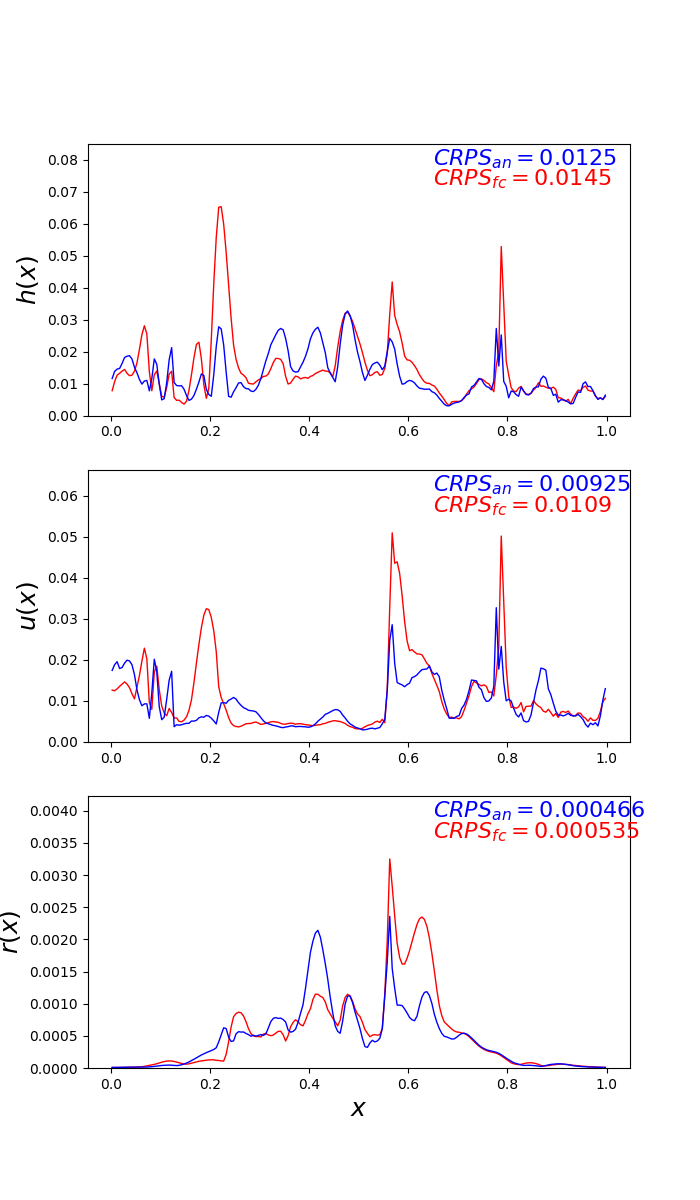 CRPS_an = 0.0125
CRPS_fc = 0.0145
0.08
0.07
0.06
0.05
0.04
0.03
0.02
0.01
0.00
h(x)
0.0 0.2 0.4 0.6 0.8 1.0
CRPS_an = 0.00925
CRPS_fc = 0.0109
0.06
0.05
0.04
0.03
0.02
0.01
0.00
u(x)
0.0 0.2 0.4 0.6 0.8 1.0
CRPS_an = 0.000466
CRPS_fc = 0.000535
0.0040
0.0035
0.0030
0.0025
0.0020
0.0015
0.0010
0.0005
0.0000
r(x)
0.0 0.2 0.4 0.6 0.8 1.0
x